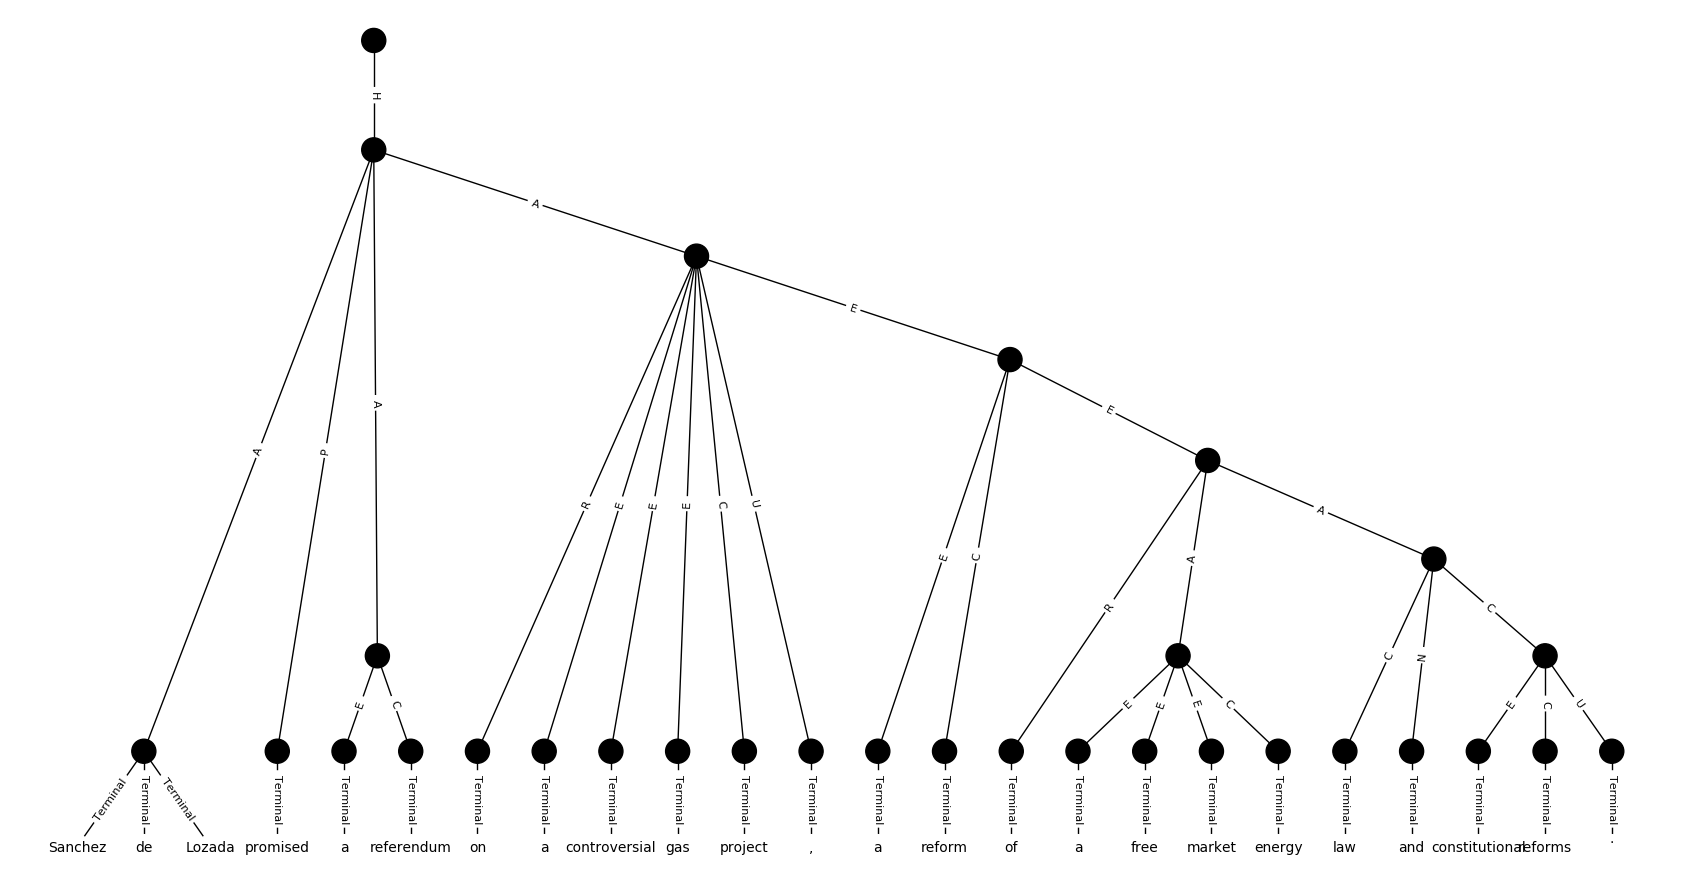 H
A
E
E
A
A
P
A
R
E
E
E
C
U
E
C
R
A
C
N
C
E
C
E
E
E
C
E
C
U
Terminal Terminal Terminal Terminal Terminal Terminal Terminal Terminal Terminal Terminal Terminal Terminal Terminal Terminal Terminal Terminal Terminal Terminal Terminal Terminal Terminal Terminal Terminal Terminal
Sanchez de Lozada promised a referendum on a controversial gas project , a reform of a free market energy law and constitutional reforms .